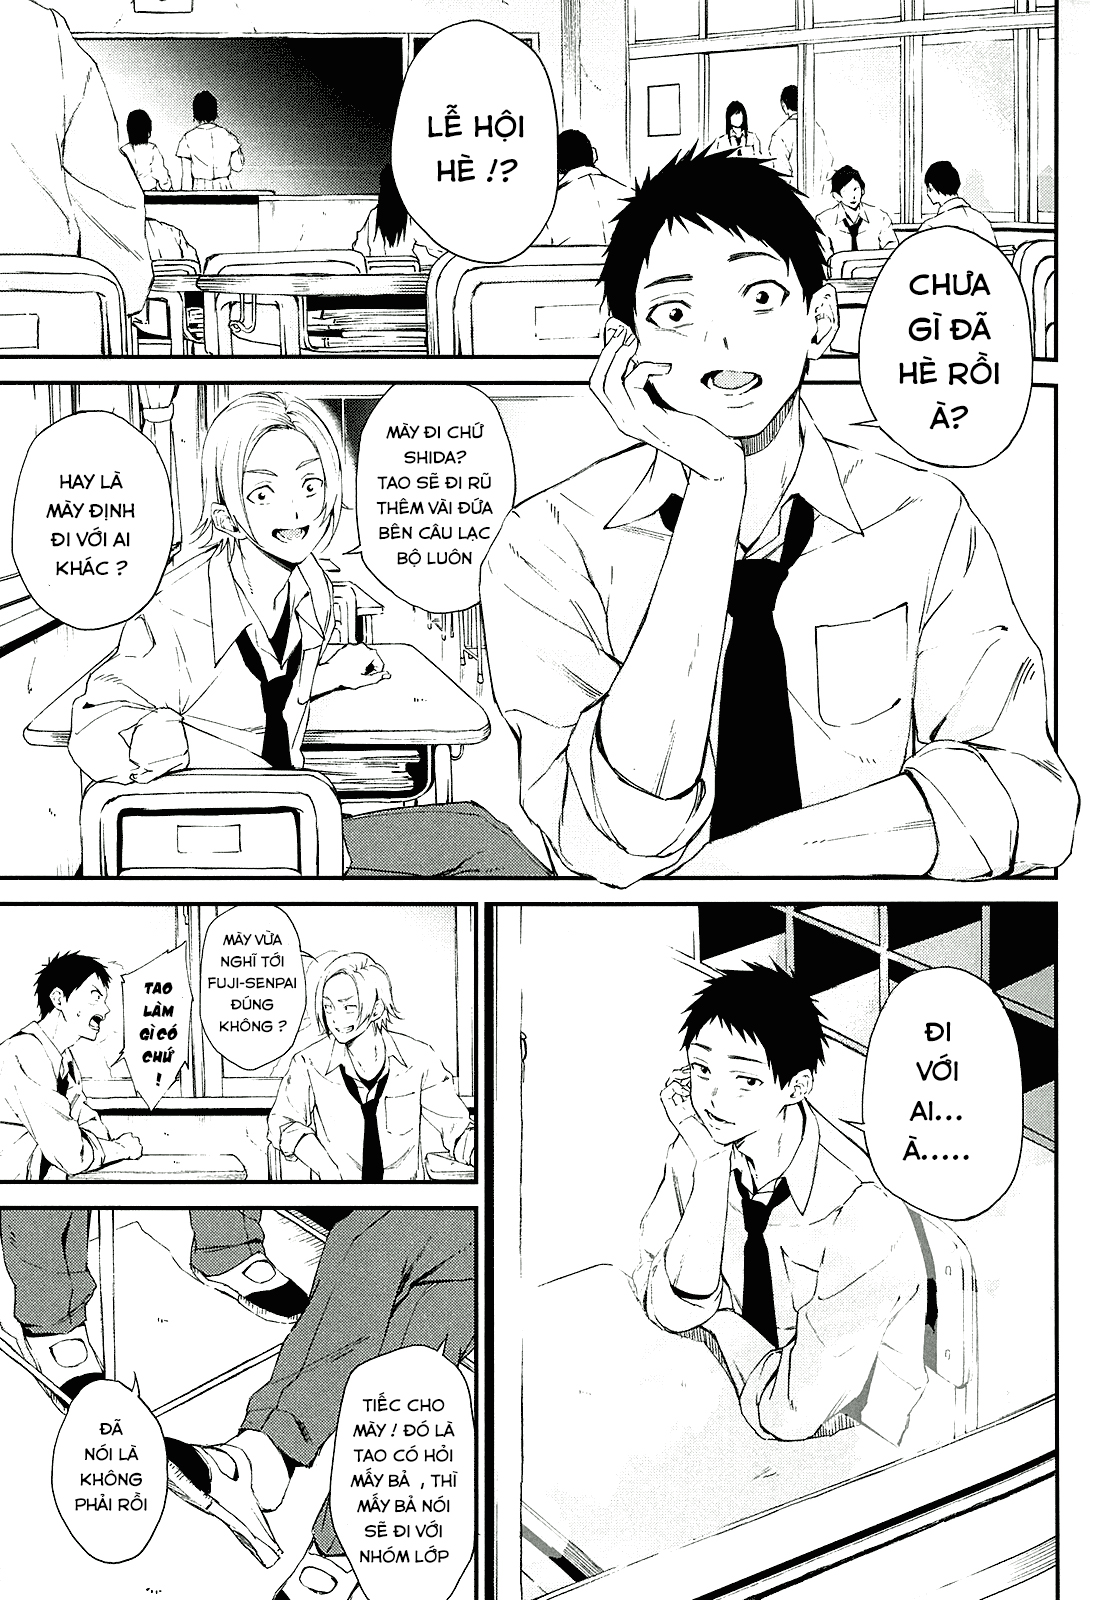 LỄ HỘI
HÈ !?
CHƯA
GÌ ĐÃ
HÈ RỒI
À?
MÀY ĐI CHỨ
SHIDA?
TAO SẼ ĐI RŨ
THÊM VÀI ĐỨA
BÊN CÂU LẠC
BỘ LUÔN
HAY LÀ
MÀY ĐỊNH
ĐI VỚI AI
KHÁC ?
ĐI
VỚI
AI...
À.....
MÀY VỪA
NGHĨ TỚI
FUJI-SENPAI
ĐÚNG
KHÔNG ?
TAO
LÀM
GÌ CÓ
CHỨ
!
TIẾC CHO
MÀY ! ĐÓ LÀ
TAO CÓ HỎI
MẤY BẢ , THÌ
MẤY BẢ NÓI
SẼ ĐI VỚI
NHÓM LỚP
ĐÃ
NÓI LÀ
KHÔNG
PHẢI RỒI